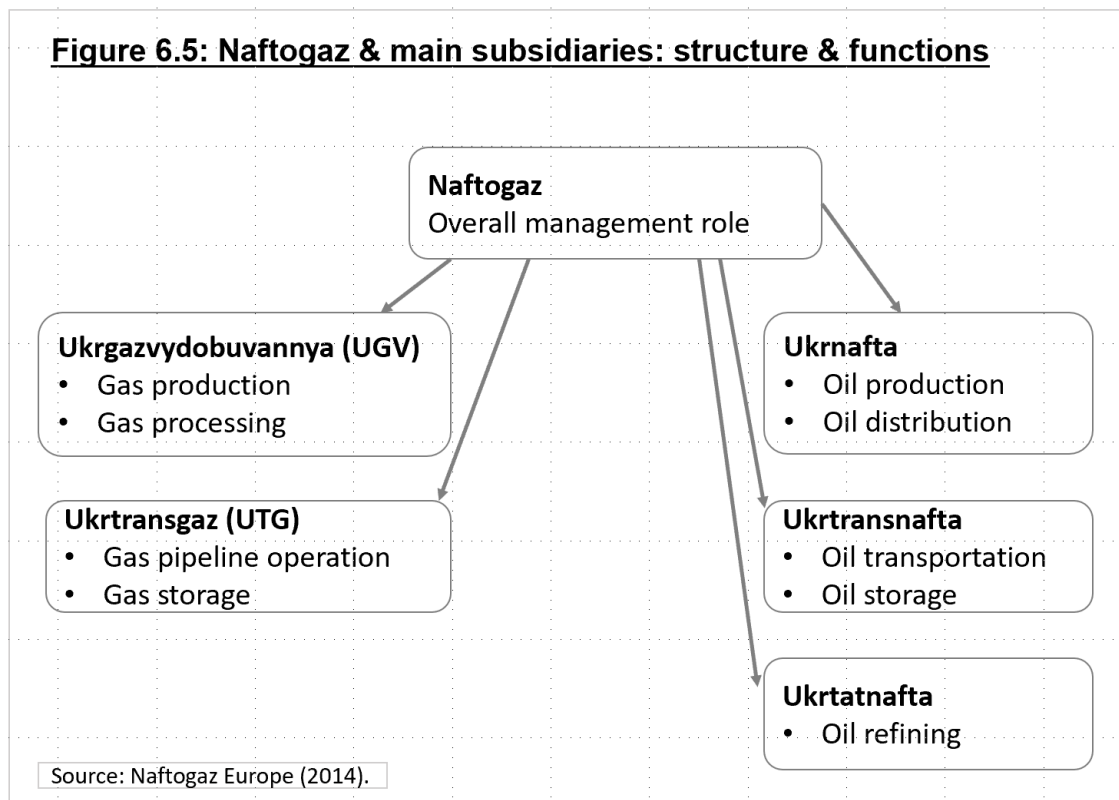 Figure 6.5: Naftogaz & main subsidiaries: structure & functions
Naftogaz
Overall management role
Ukrgazvydobuvannya (UGV)
• Gas production
• Gas processing
Ukrtransgaz (UTG)
• Gas pipeline operation
• Gas storage
Ukrnafta
• Oil production
• Oil distribution
Ukrtransnafta
• Oil transportation
• Oil storage
Ukrtatnafta
• Oil refining
Source: Naftogaz Europe (2014).